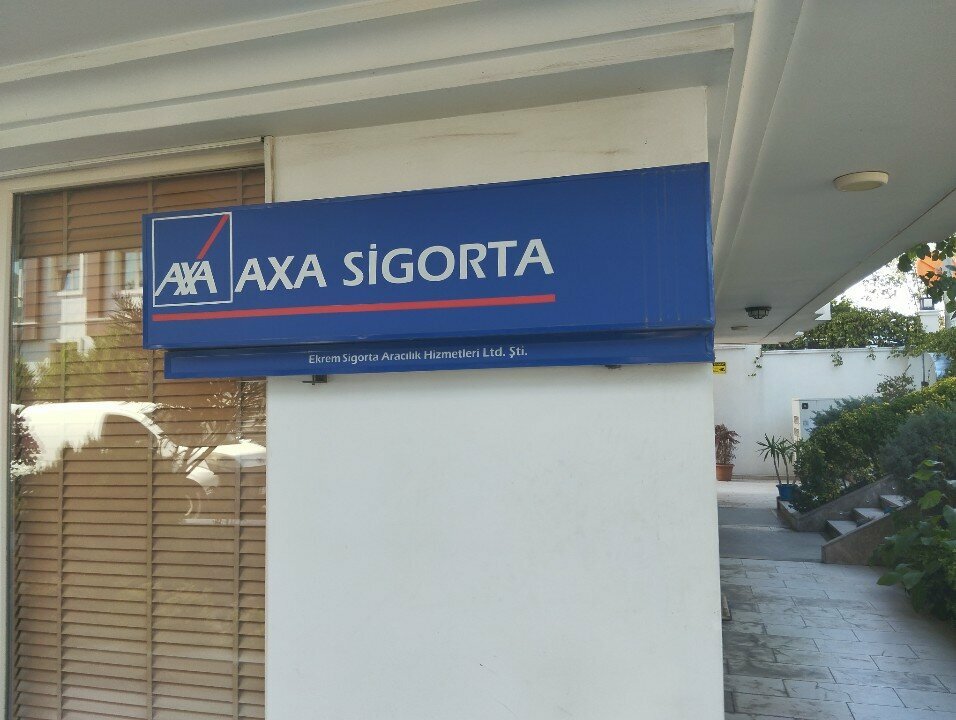 AXA
AXA SİGORTA
Ekrem Sigorta Aracılık Hizmetleri Ltd. Şti.